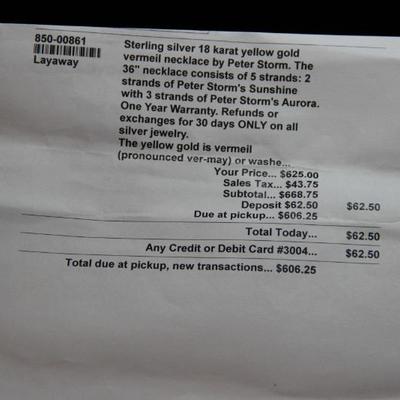 850-00861
Layaway
Sterling silver 18 karat yellow gold
vermeil necklace by Peter Storm. The
36" necklace consists of 5 strands: 2
strands of Peter Storm's Sunshine
with 3 strands of Peter Storm's Aurora.
One Year Warranty. Refunds or
exchanges for 30 days ONLY on all
silver jewelry.
The yellow gold is vermeil
(pronounced ver-may) or washe...
Your Price... $625.00
Sales Tax... $43.75
Subtotal... $668.75
Deposit $62.50 $62.50
Due at pickup... $606.25
Total Today... $62.50
Any Credit or Debit Card #3004... $62.50
Total due at pickup, new transactions... $606.25